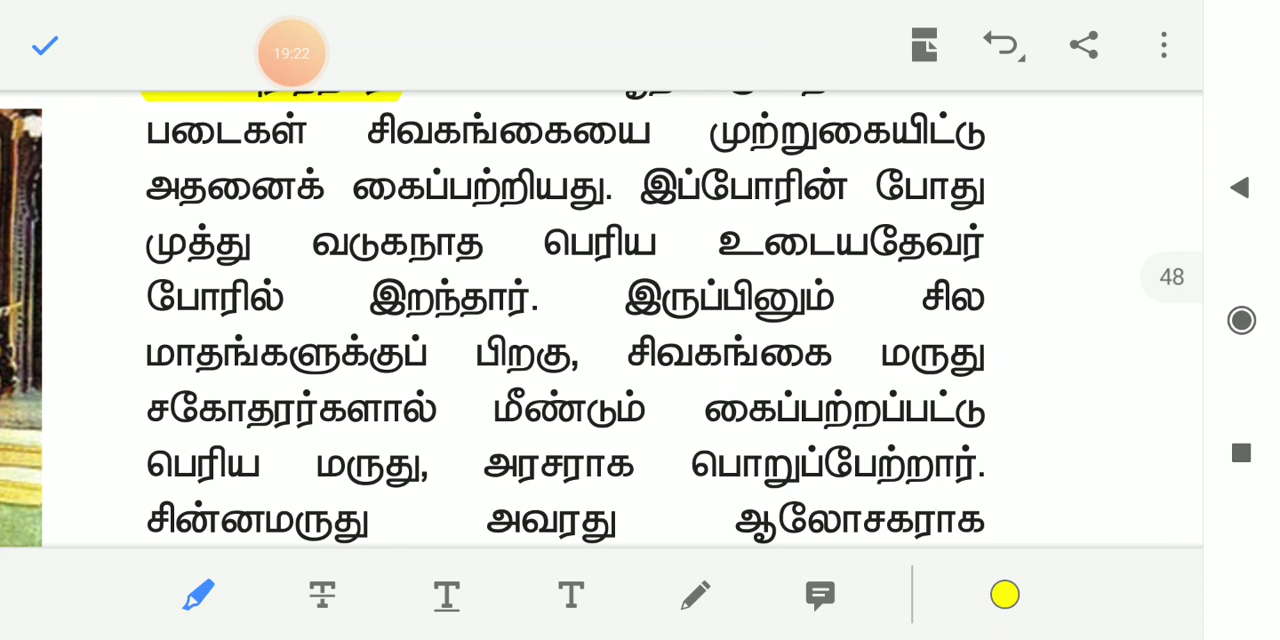 19:22
படைகள் சிவகங்கையை முற்றுகையிட்டு
அதனைக் கைப்பற்றியது. இப்போரின் போது
முத்து வடுகநாத பெரிய உடையதேவர்
போரில் இறந்தார். இருப்பினும் சில
மாதங்களுக்குப் பிறகு, சிவகங்கை மருது
சகோதரர்களால் மீண்டும் கைப்பற்றப்பட்டு
பெரிய மருது, அரசராக பொறுப்பேற்றார்.
சின்னமருது அவரது ஆலோசகராக
48